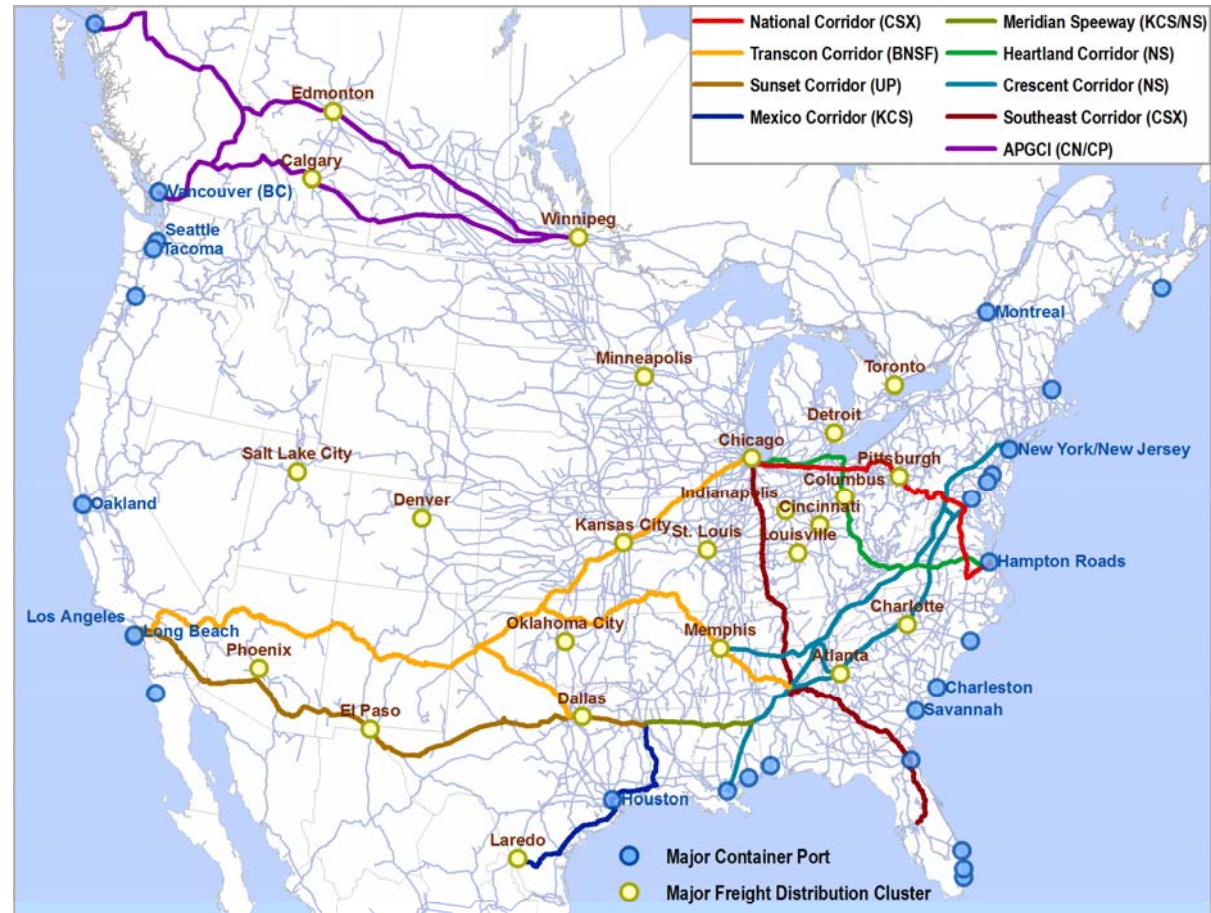 National Corridor (CSX)
Transcon Corridor (BNSF)
Sunset Corridor (UP)
Mexico Corridor (KCS)
Meridian Speeway (KCS/NS)
Heartland Corridor (NS)
Crescent Corridor (NS)
Southeast Corridor (CSX)
APGCI (CN/CP)
Edmonton
Calgary
Vancouver (BC)
Winnipeg
Seattle
Tacoma
Montreal
Minneapolis
Toronto
Detroit
Chicago
New York/New Jersey
Pittsburgh
Salt Lake City
Columbus
Indianapolis
Denver
Oakland
Cincinnati
Kansas City
St. Louis
Louisville
Hampton Roads
Los Angeles
Long Beach
Charlotte
Oklahoma City
Memphis
Phoenix
Atlanta
Charleston
Dallas
Savannah
El Paso
Houston
Laredo
Major Container Port
Major Freight Distribution Cluster